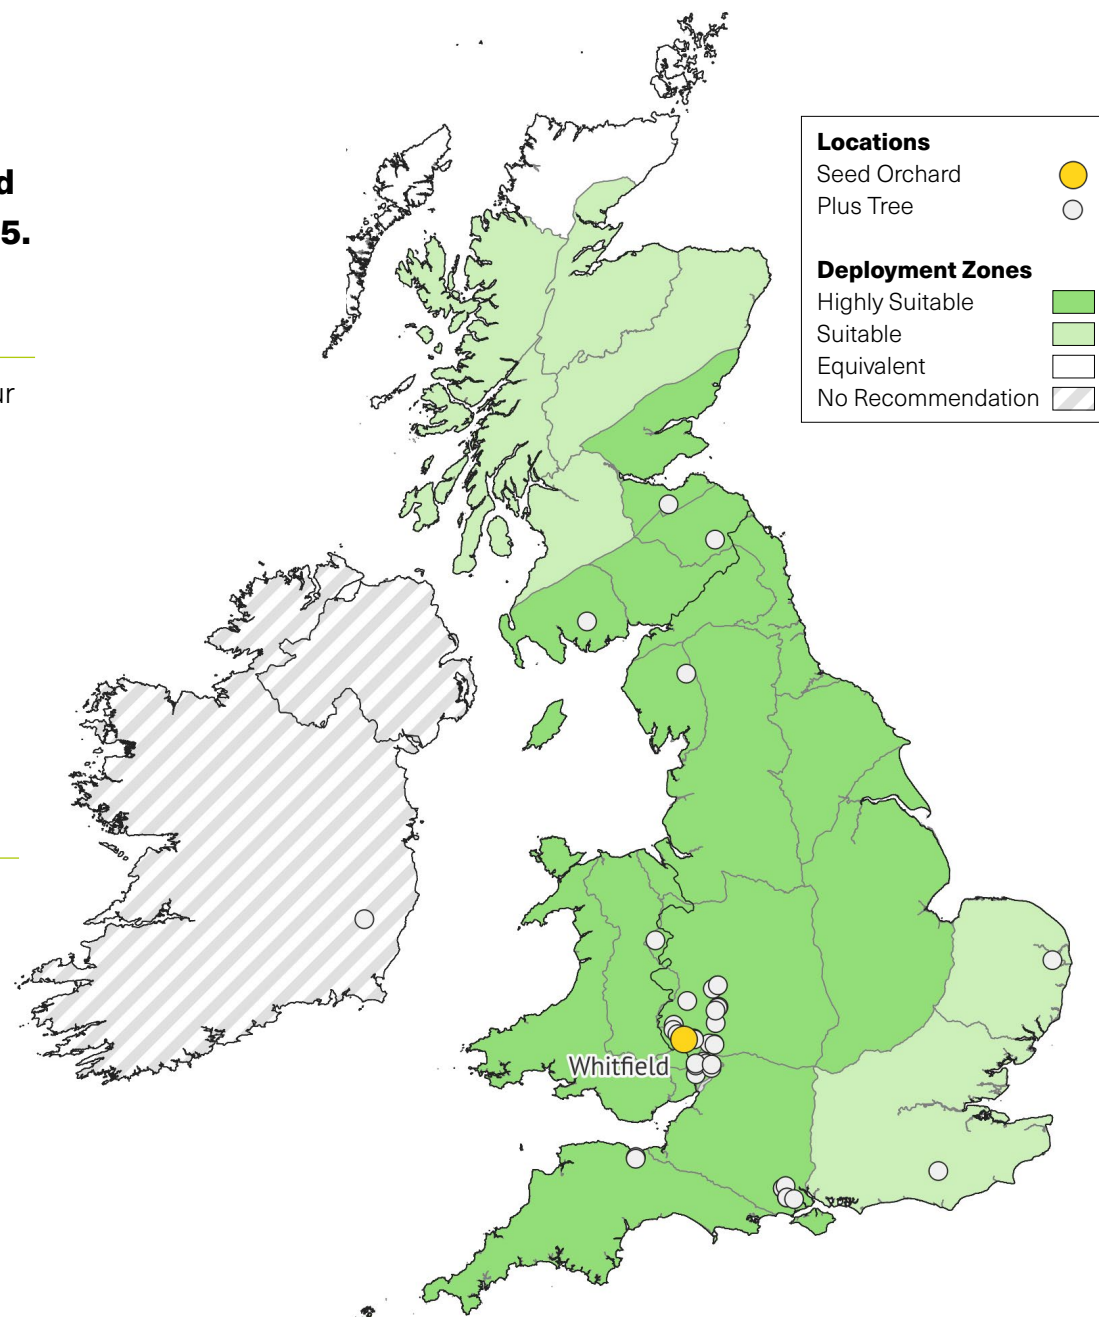 d
5.
ur
Locations
Seed Orchard
Plus Tree
Deployment Zones
Highly Suitable
Suitable
Equivalent
No Recommendation
Whitfield